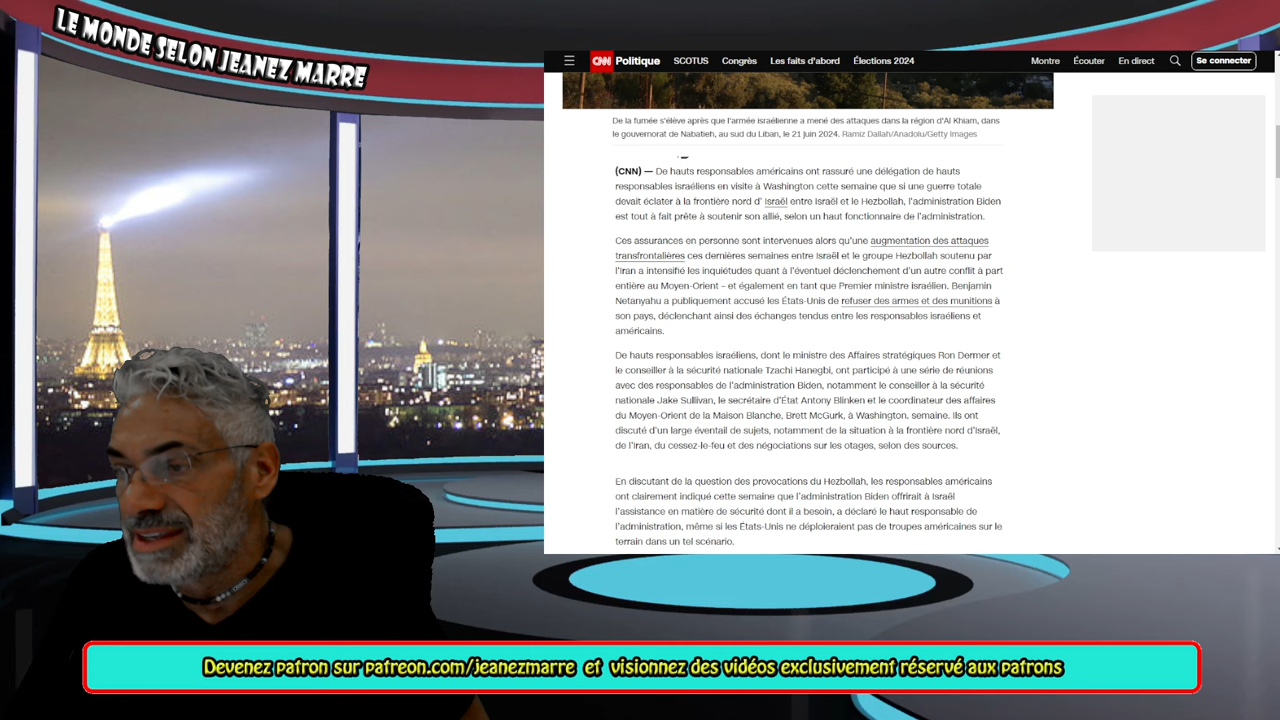 LE MONDE SELON JEANEZ MARRE
CNN Politique SCOTUS Congrès Les faits d'abord Élections 2024 Montre Écouter En direct Se connecter
De la fumée s'élève après que l'armée israélienne a mené des attaques dans la région d'Al Khiam, dans
le gouvernorat de Nabatieh, au sud du Liban, le 21 juin 2024. Ramiz Dallah/Anadolu/Getty Images
(CNN) — De hauts responsables américains ont rassuré une délégation de hauts
responsables israéliens en visite à Washington cette semaine que si une guerre totale
devait éclater à la frontière nord d' Israël entre Israël et le Hezbollah, l'administration Biden
est tout à fait prête à soutenir son allié, selon un haut fonctionnaire de l'administration.
Ces assurances en personne sont intervenues alors qu'une augmentation des attaques
transfrontalières ces dernières semaines entre Israël et le groupe Hezbollah soutenu par
l'Iran a intensifié les inquiétudes quant à l'éventuel déclenchement d'un autre conflit à part
entière au Moyen-Orient – et également en tant que Premier ministre israélien. Benjamin
Netanyahu a publiquement accusé les États-Unis de refuser des armes et des munitions à
son pays, déclenchant ainsi des échanges tendus entre les responsables israéliens et
américains.
De hauts responsables israéliens, dont le ministre des Affaires stratégiques Ron Dermer et
le conseiller à la sécurité nationale Tzachi Hanegbi, ont participé à une série de réunions
avec des responsables de l'administration Biden, notamment le conseiller à la sécurité
nationale Jake Sullivan, le secrétaire d'État Antony Blinken et le coordinateur des affaires
du Moyen-Orient de la Maison Blanche, Brett McGurk, à Washington. semaine. Ils ont
discuté d'un large éventail de sujets, notamment de la situation à la frontière nord d'Israël,
de l'Iran, du cessez-le-feu et des négociations sur les otages, selon des sources.
En discutant de la question des provocations du Hezbollah, les responsables américains
ont clairement indiqué cette semaine que l'administration Biden offrirait à Israël
l'assistance en matière de sécurité dont il a besoin, a déclaré le haut responsable de
l'administration, même si les États-Unis ne déploieraient pas de troupes américaines sur le
terrain dans un tel scénario.
Devenez patron sur patreon.com/jeanezmarre et visionnez des vidéos exclusivement réservé aux patrons